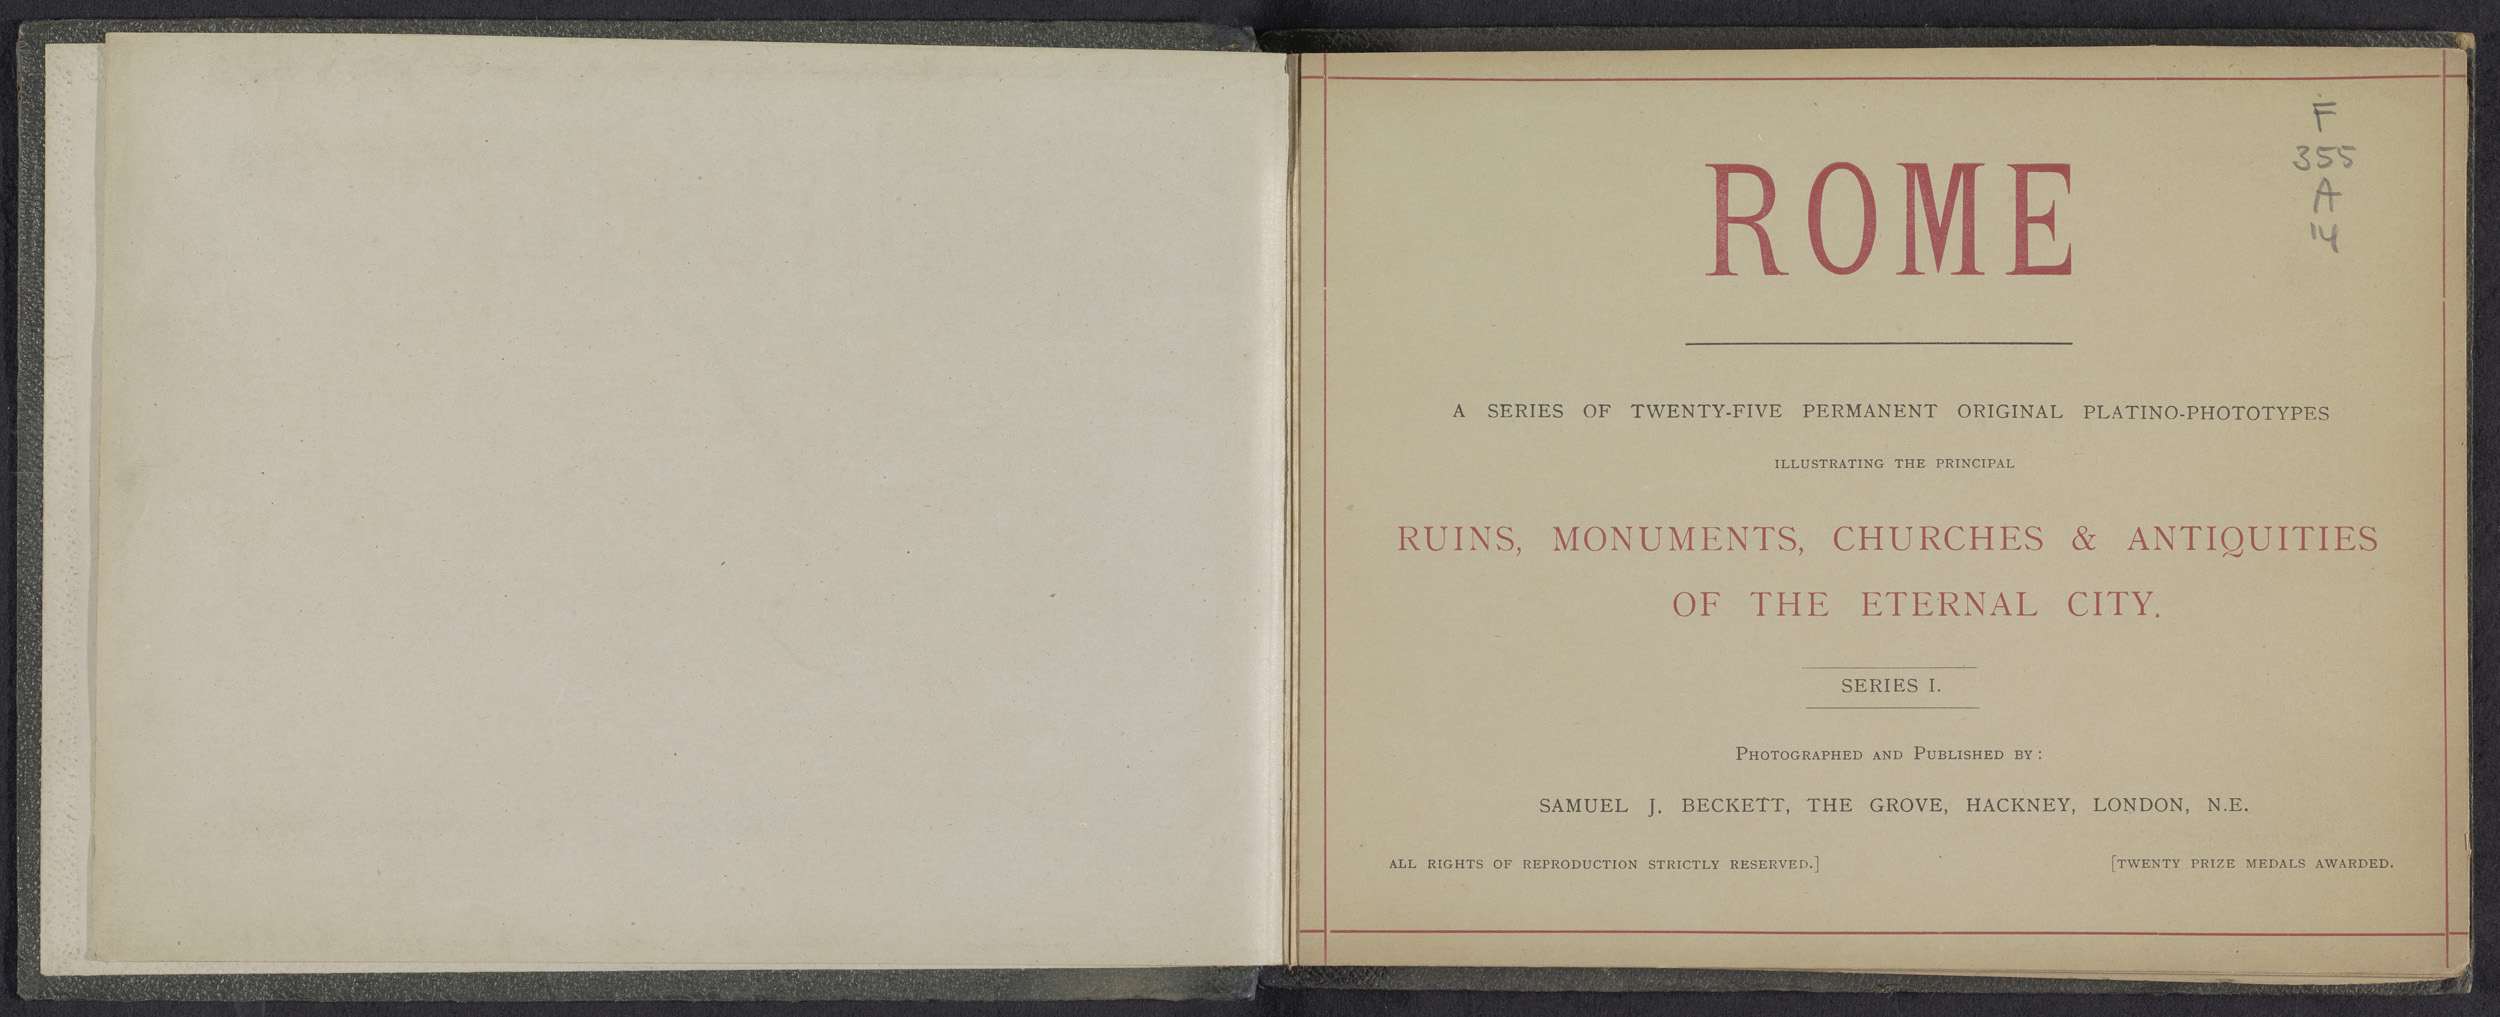 F
355
A
14
ROME
A SERIES OF TWENTY-FIVE PERMANENT ORIGINAL PLATINO-PHOTOTYPES
ILLUSTRATING THE PRINCIPAL
RUINS, MONUMENTS, CHURCHES & ANTIQUITIES
OF THE ETERNAL CITY.
SERIES I.
PHOTOGRAPHED AND PUBLISHED BY:
SAMUEL J. BECKETT, THE GROVE, HACKNEY, LONDON, N.E.
ALL RIGHTS OF REPRODUCTION STRICTLY RESERVED.] [TWENTY PRIZE MEDALS AWARDED.